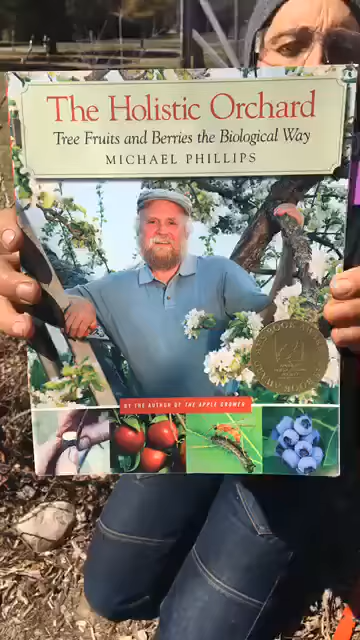 The Holistic Orchard
Tree Fruits and Berries the Biological Way
MICHAEL PHILLIPS
BY THE AUTHOR OF THE APPLE GROWER